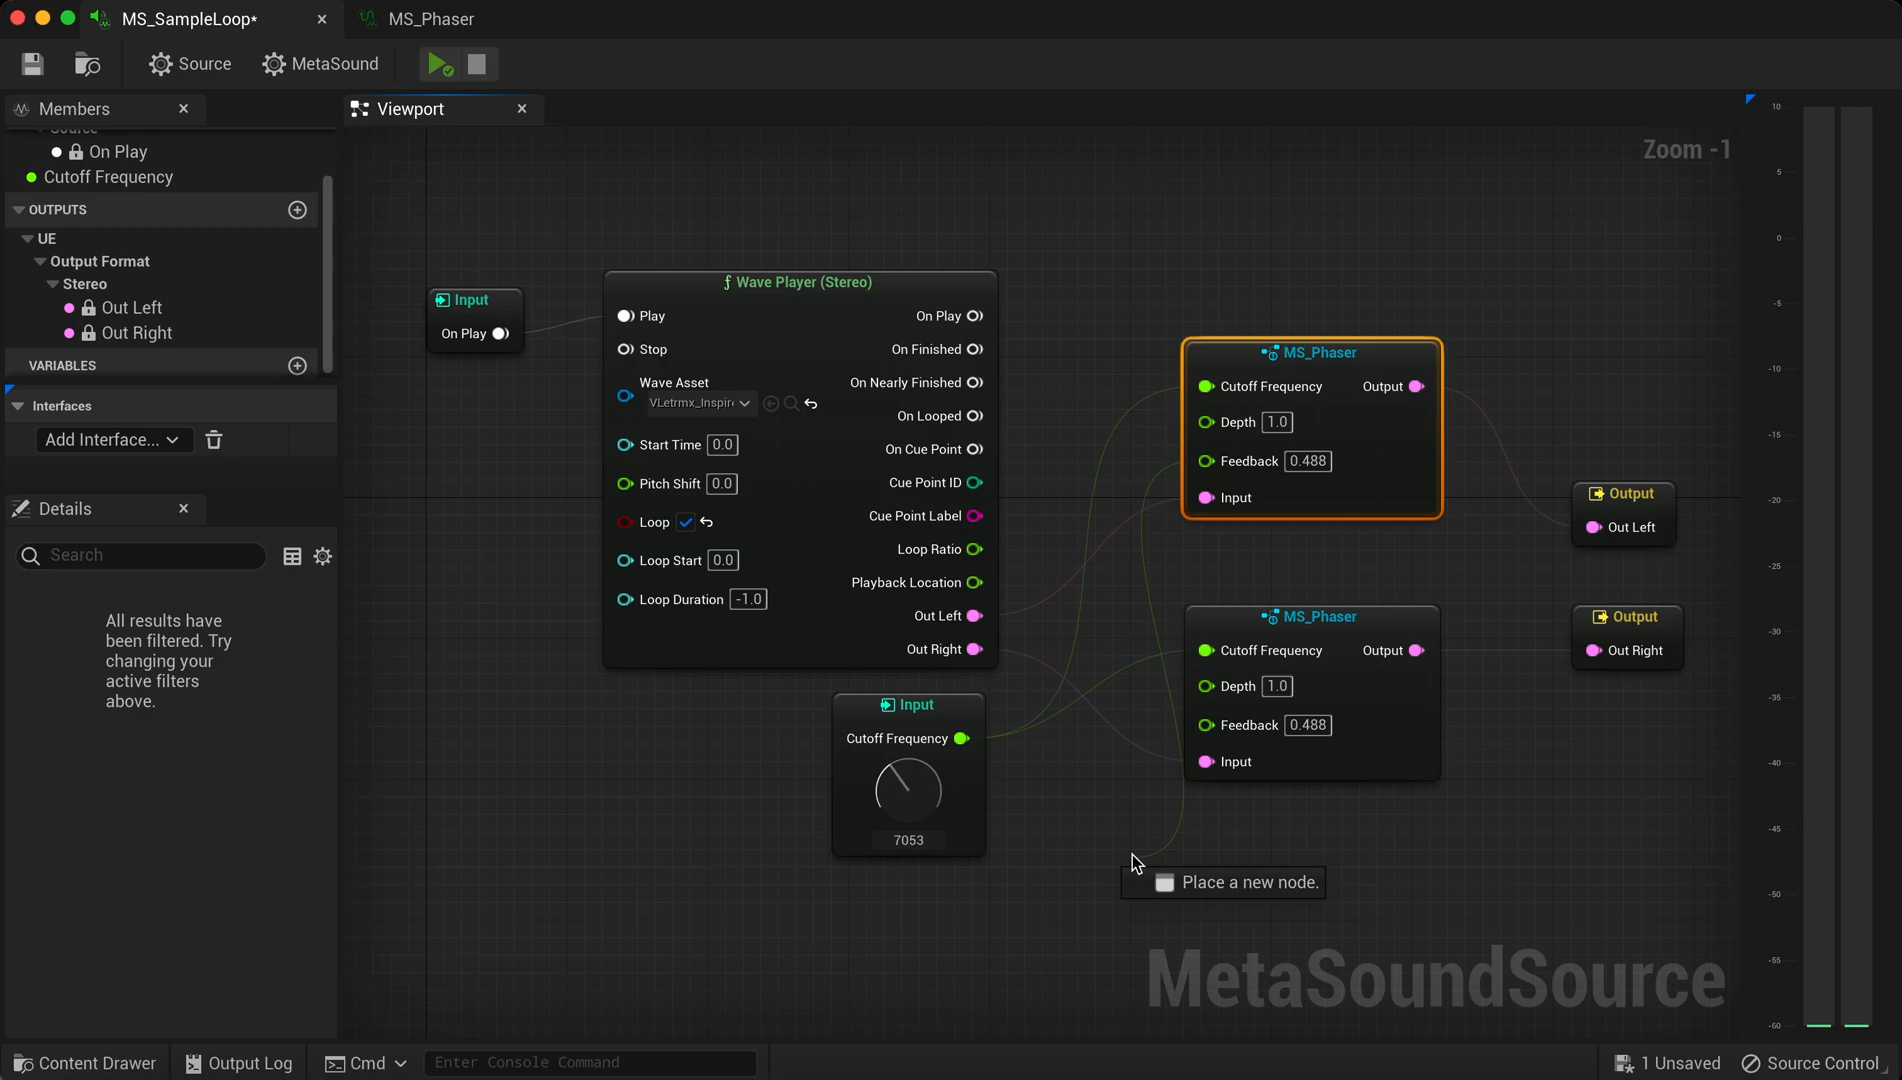 MS_SampleLoop*
MS_Phaser
Source
MetaSound
Members
Source
On Play
Cutoff Frequency
OUTPUTS
UE
Output Format
Stereo
Out Left
Out Right
VARIABLES
Interfaces
Add Interface...
Details
Search
All results have
been filtered. Try
changing your
active filters
above.
Viewport
Zoom -1
Input
On Play
Wave Player (Stereo)
Play
Stop
Wave Asset
VLetrmx_Inspir
Start Time 0.0
Pitch Shift 0.0
Loop
Loop Start 0.0
Loop Duration -1.0
On Play
On Finished
On Nearly Finished
On Looped
On Cue Point
Cue Point ID
Cue Point Label
Loop Ratio
Playback Location
Out Left
Out Right
Input
Cutoff Frequency
7053
MS_Phaser
Cutoff Frequency Output
Depth 1.0
Feedback 0.488
Input
MS_Phaser
Cutoff Frequency Output
Depth 1.0
Feedback 0.488
Input
Output
Out Left
Output
Out Right
Place a new node.
MetaSoundSource
10
5
0
-5
-10
-15
-20
-25
-30
-35
-40
-45
-50
-55
-60
Content Drawer
Output Log
Cmd
Enter Console Command
1 Unsaved
Source Control